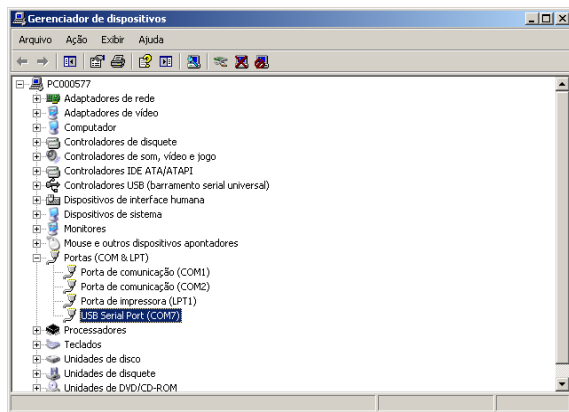 Gerenciador de dispositivos
Arquivo Ação Exibir Ajuda
PC000577
Adaptadores de rede
Adaptadores de vídeo
Computador
Controladores de disquete
Controladores de som, vídeo e jogo
Controladores IDE ATA/ATAPI
Controladores USB (barramento serial universal)
Dispositivos de interface humana
Dispositivos de sistema
Monitores
Mouse e outros dispositivos apontadores
Portas (COM & LPT)
Porta de comunicação (COM1)
Porta de comunicação (COM2)
Porta de impressora (LPT1)
USB Serial Port (COM7)
Processadores
Teclados
Unidades de disco
Unidades de disquete
Unidades de DVD/CD-ROM